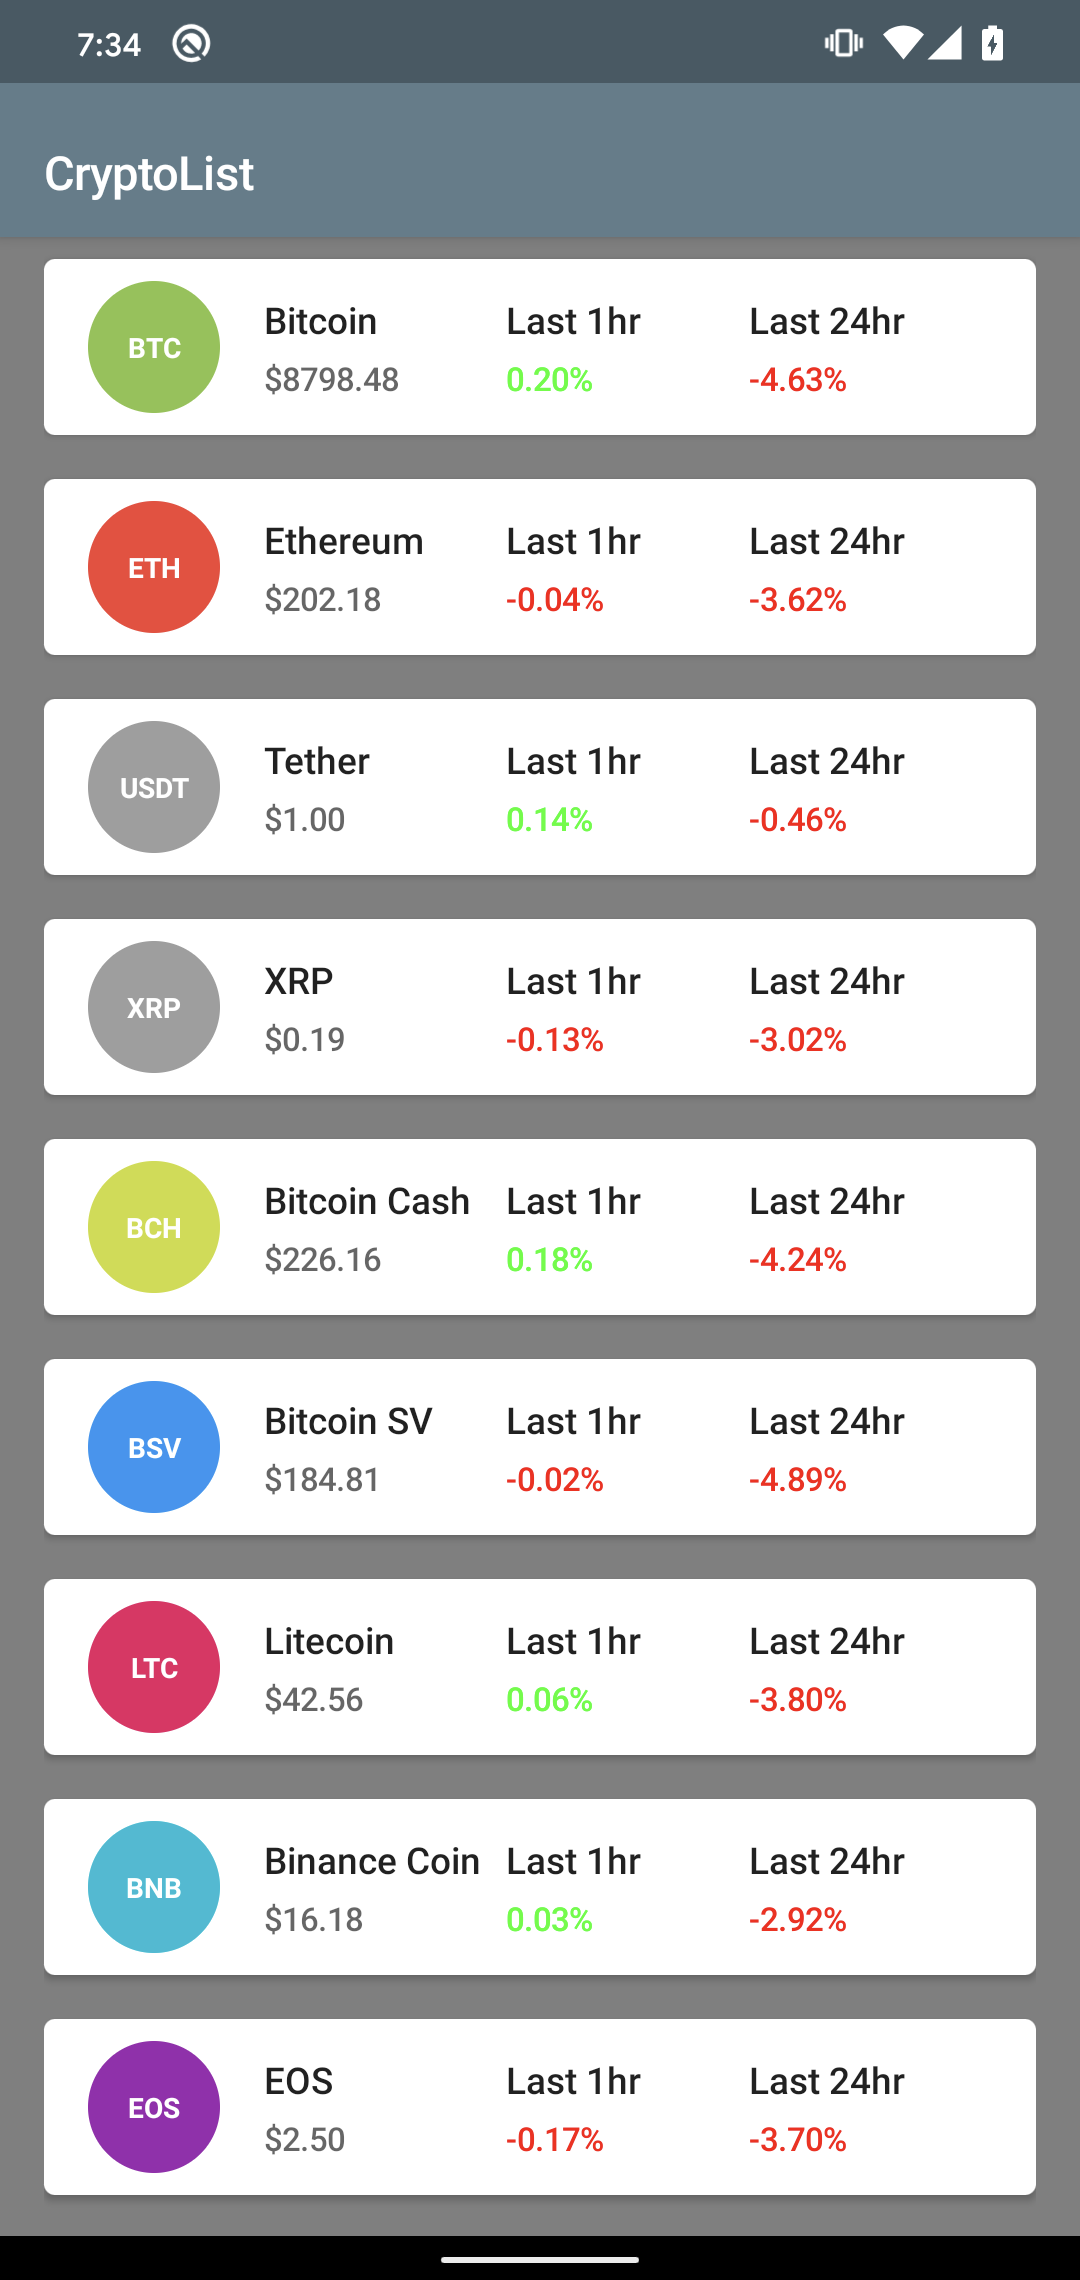 7:34
CryptoList
BTC Bitcoin Last 1hr Last 24hr
$8798.48 0.20% -4.63%
ETH Ethereum Last 1hr Last 24hr
$202.18 -0.04% -3.62%
USDT Tether Last 1hr Last 24hr
$1.00 0.14% -0.46%
XRP XRP Last 1hr Last 24hr
$0.19 -0.13% -3.02%
BCH Bitcoin Cash Last 1hr Last 24hr
$226.16 0.18% -4.24%
BSV Bitcoin SV Last 1hr Last 24hr
$184.81 -0.02% -4.89%
LTC Litecoin Last 1hr Last 24hr
$42.56 0.06% -3.80%
BNB Binance Coin Last 1hr Last 24hr
$16.18 0.03% -2.92%
EOS EOS Last 1hr Last 24hr
$2.50 -0.17% -3.70%